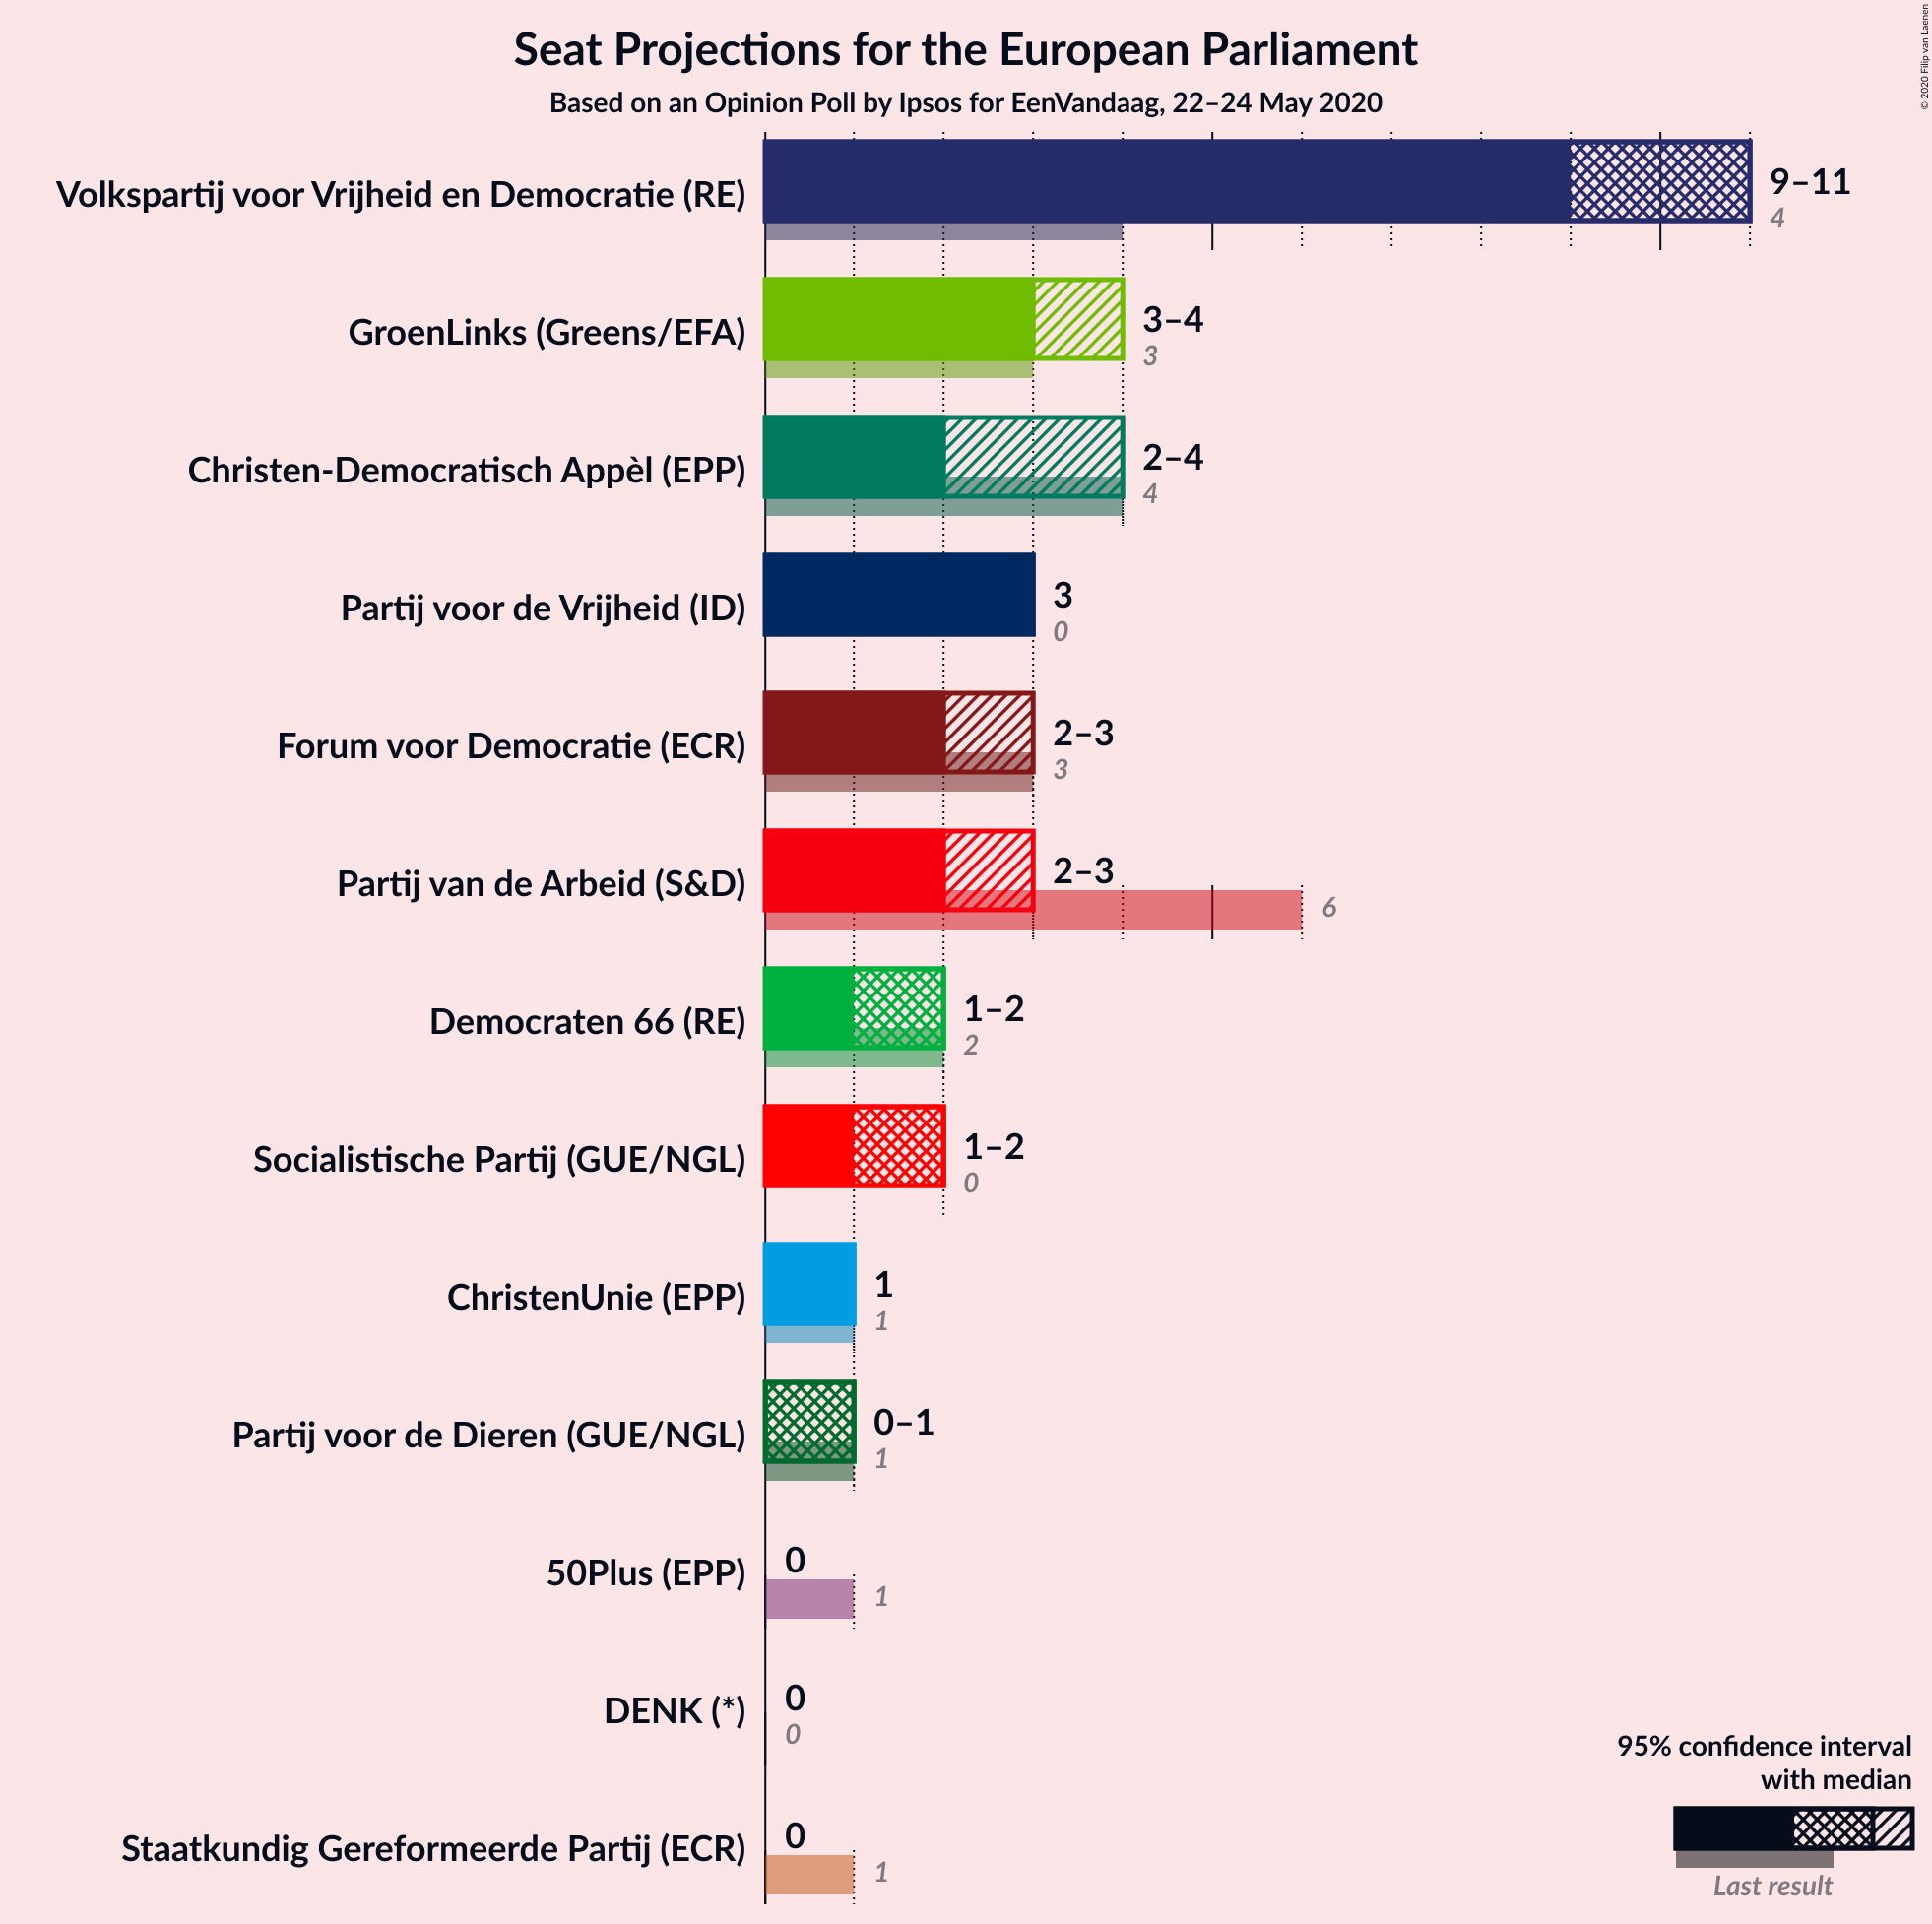 Seat Projections for the European Parliament
Based on an Opinion Poll by Ipsos for EenVandaag, 22–24 May 2020
© 2020 Filip van Laenen
Volkspartij voor Vrijheid en Democratie (RE)
9–11
4
GroenLinks (Greens/EFA)
3–4
3
Christen-Democratisch Appèl (EPP)
2–4
4
Partij voor de Vrijheid (ID)
3
0
Forum voor Democratie (ECR)
2–3
3
Partij van de Arbeid (S&D)
2–3
6
Democraten 66 (RE)
1–2
2
Socialistische Partij (GUE/NGL)
1–2
0
ChristenUnie (EPP)
1
1
Partij voor de Dieren (GUE/NGL)
0–1
1
50Plus (EPP)
0
1
DENK (*)
0
0
Staatkundig Gereformeerde Partij (ECR)
0
1
95% confidence interval
with median
Last result